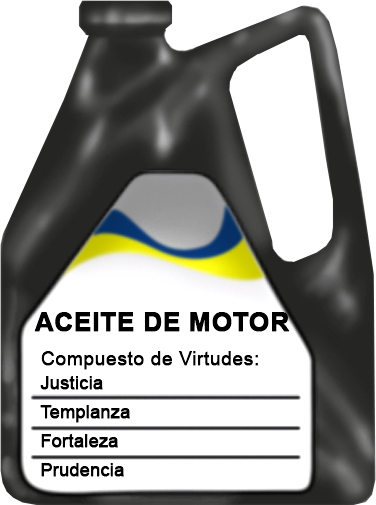 ACEITE DE MOTOR
Compuesto de Virtudes:
Justicia
Templanza
Fortaleza
Prudencia